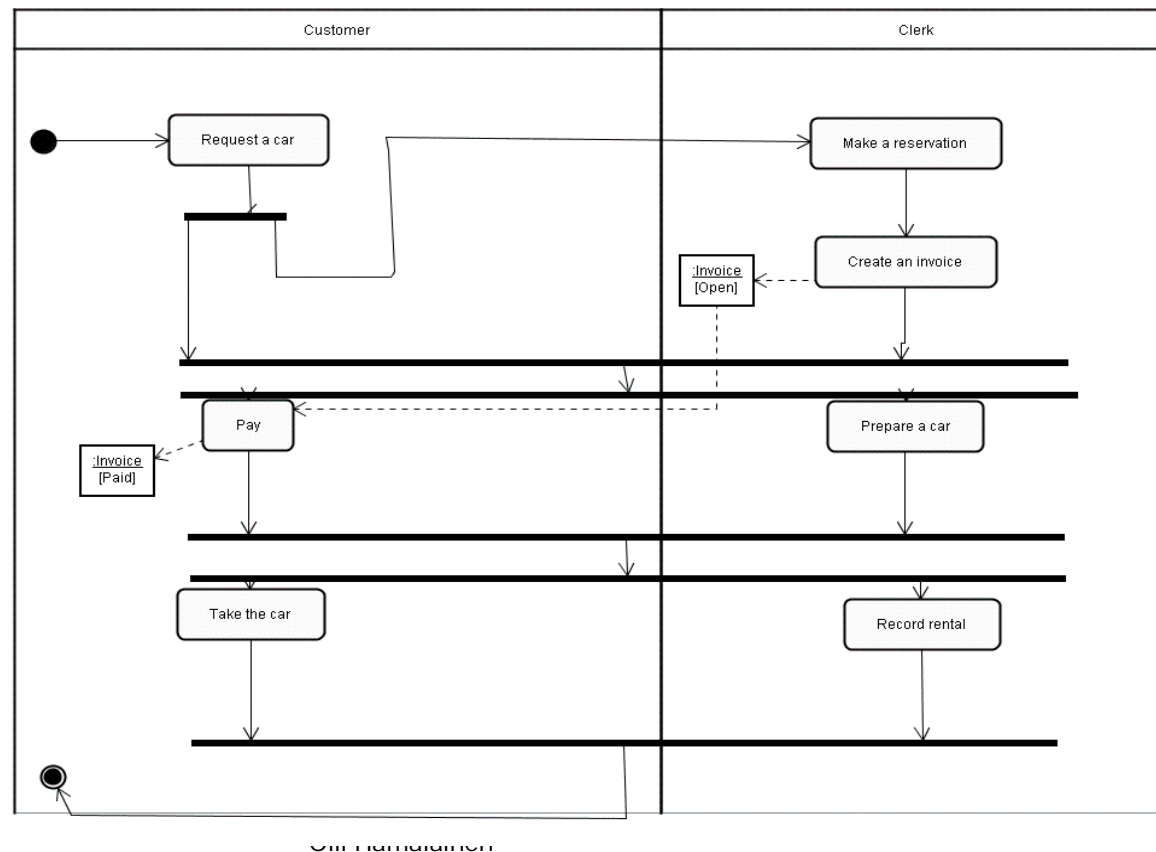 Customer
Clerk
Request a car
Make a reservation
Create an invoice
:Invoice
[Open]
Pay
Prepare a car
:Invoice
[Paid]
Take the car
Record rental